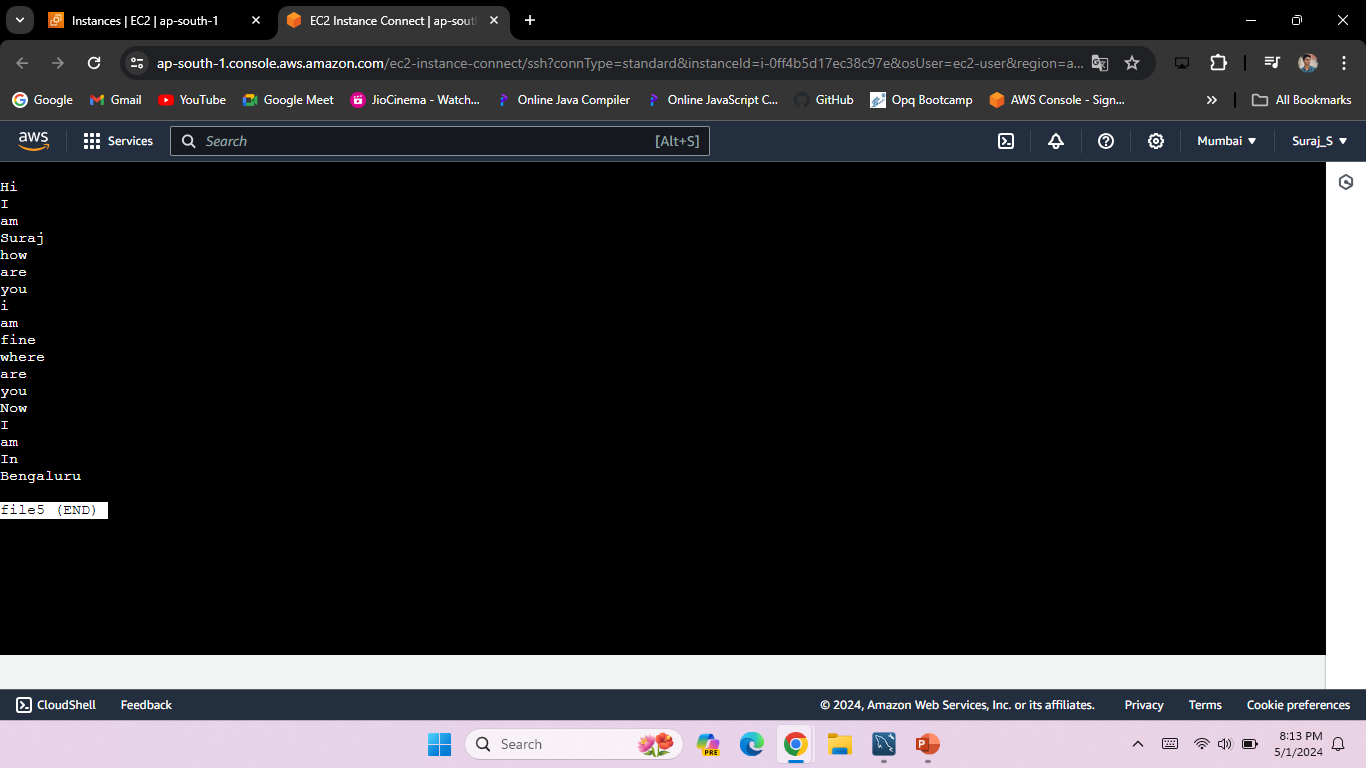 Instances | EC2 | ap-south-1
EC2 Instance Connect | ap-sout
ap-south-1.console.aws.amazon.com/ec2-instance-connect/ssh?connType=standard&instanceId=i-0ff4b5d17ec38c97e&osUser=ec2-user&region=a...
Google Gmail YouTube Google Meet JioCinema - Watch... Online Java Compiler Online JavaScript C... GitHub Opq Bootcamp AWS Console - Sign... » All Bookmarks
aws Services Search [Alt+S] Mumbai Suraj_S
Hi
I
am
Suraj
how
are
you
i
am
fine
where
are
you
Now
I
am
In
Bengaluru
file5 (END)
CloudShell Feedback © 2024, Amazon Web Services, Inc. or its affiliates. Privacy Terms Cookie preferences
Search PRE 8:13 PM
5/1/2024